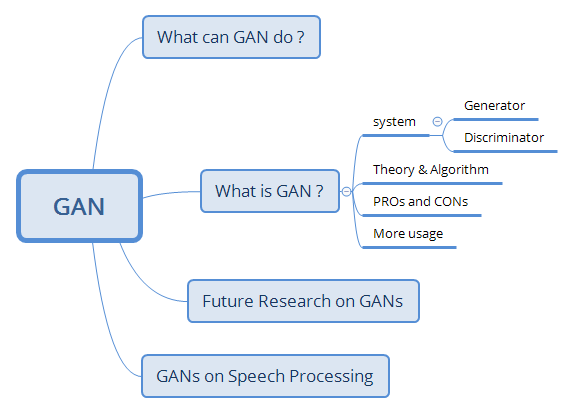 What can GAN do ?
GAN
What is GAN ?
system
Generator
Discriminator
Theory & Algorithm
PROs and CONs
More usage
Future Research on GANs
GANs on Speech Processing